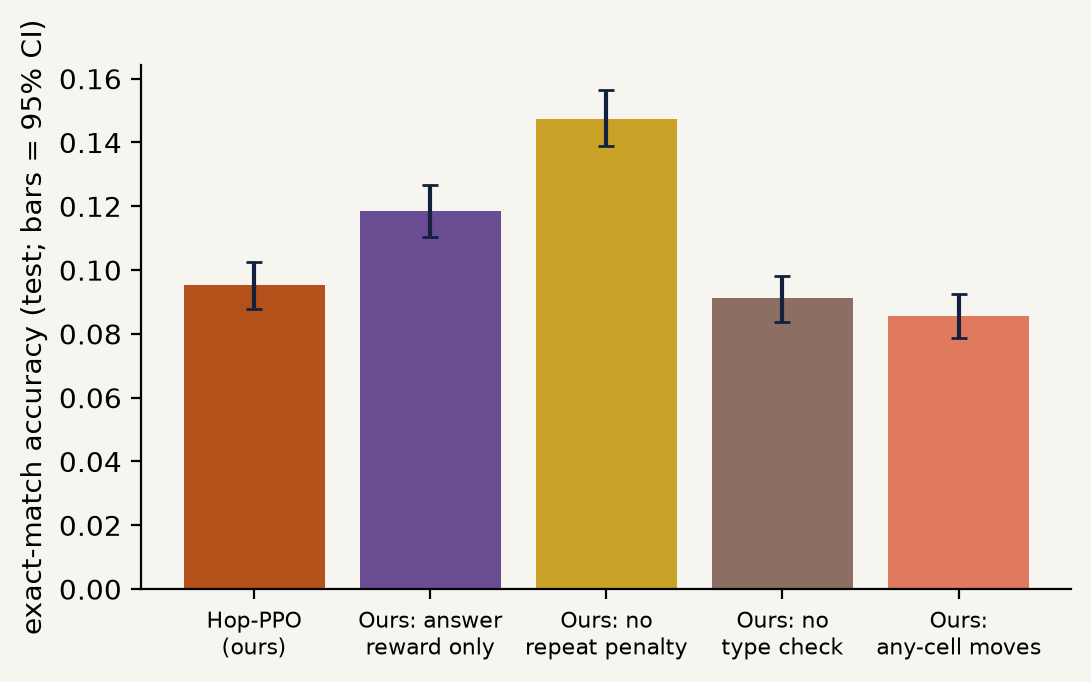 exact-match accuracy (test; bars = 95% CI)
0.16
0.14
0.12
0.10
0.08
0.06
0.04
0.02
0.00
Hop-PPO
(ours)
Ours: answer
reward only
Ours: no
repeat penalty
Ours: no
type check
Ours:
any-cell moves